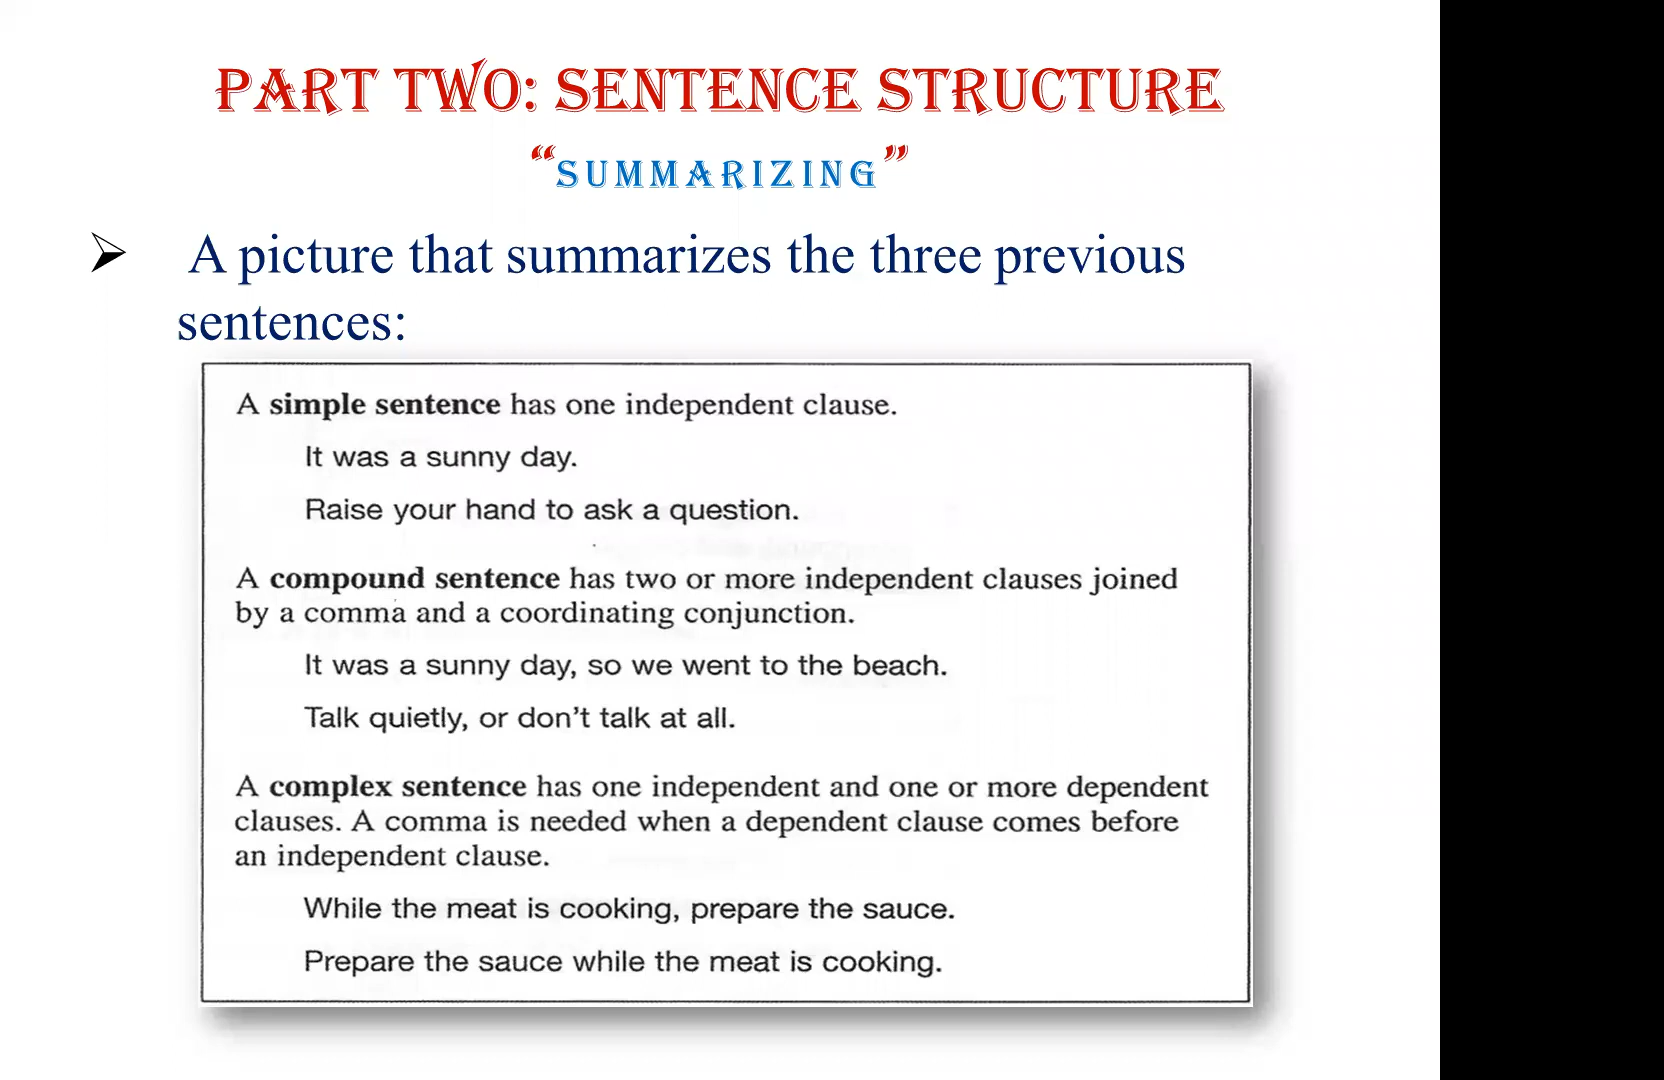 PART TWO: SENTENCE STRUCTURE
“SUMMARIZING”
➢ A picture that summarizes the three previous
sentences:
A simple sentence has one independent clause.
It was a sunny day.
Raise your hand to ask a question.
A compound sentence has two or more independent clauses joined
by a comma and a coordinating conjunction.
It was a sunny day, so we went to the beach.
Talk quietly, or don’t talk at all.
A complex sentence has one independent and one or more dependent
clauses. A comma is needed when a dependent clause comes before
an independent clause.
While the meat is cooking, prepare the sauce.
Prepare the sauce while the meat is cooking.